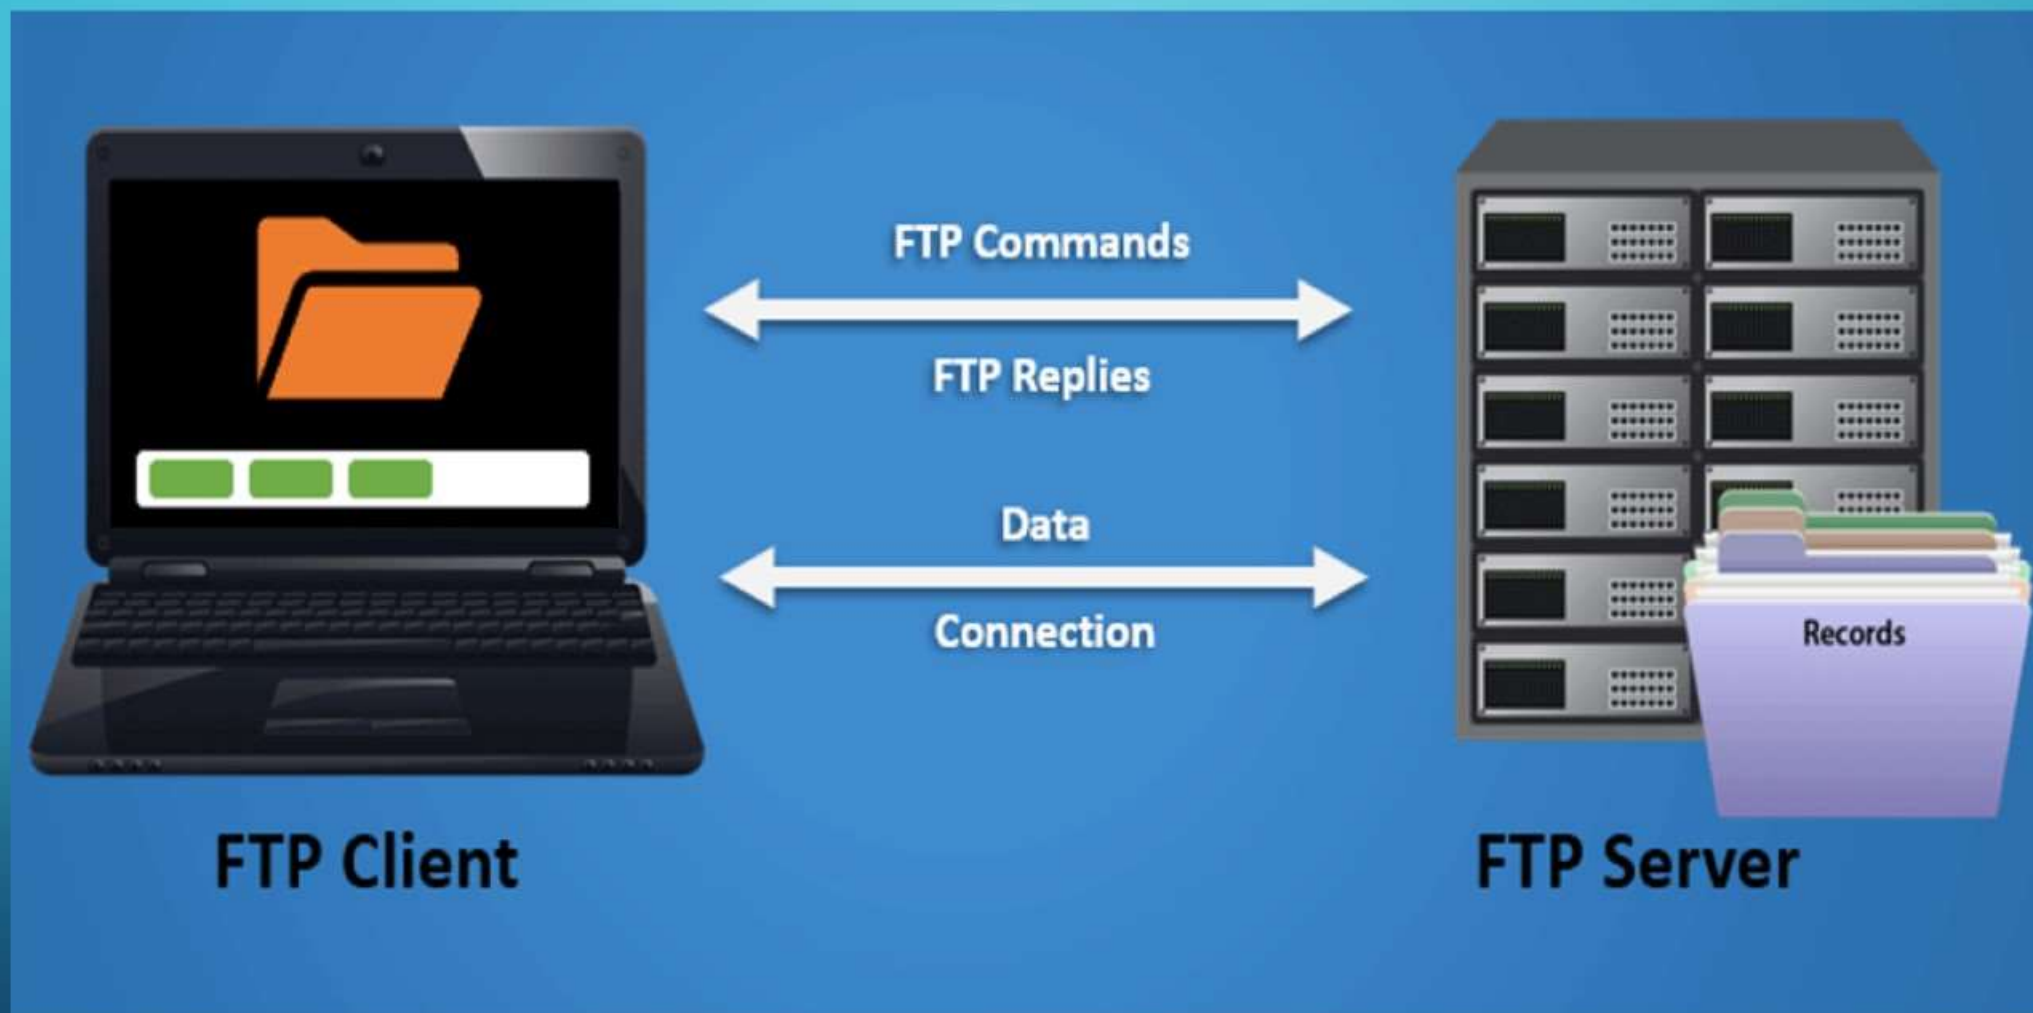 FTP Commands
FTP Replies
Data
Connection
Records
FTP Client
FTP Server